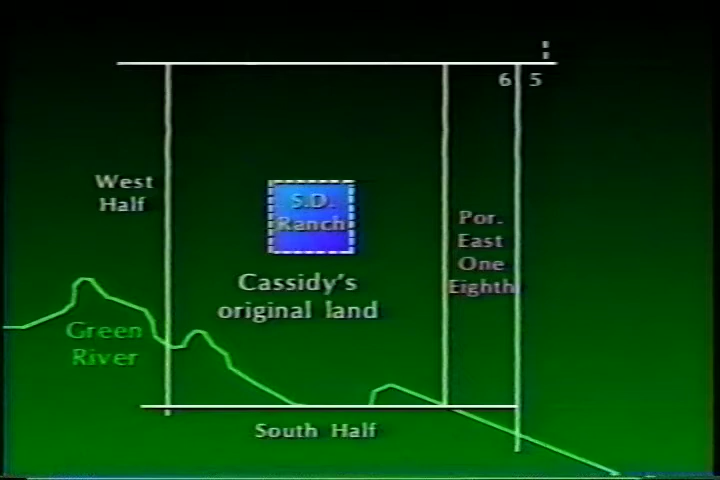 6 5
West
Half
S.D.
Ranch
Por.
East
One
Eighth
Cassidy's
original land
Green
River
South Half